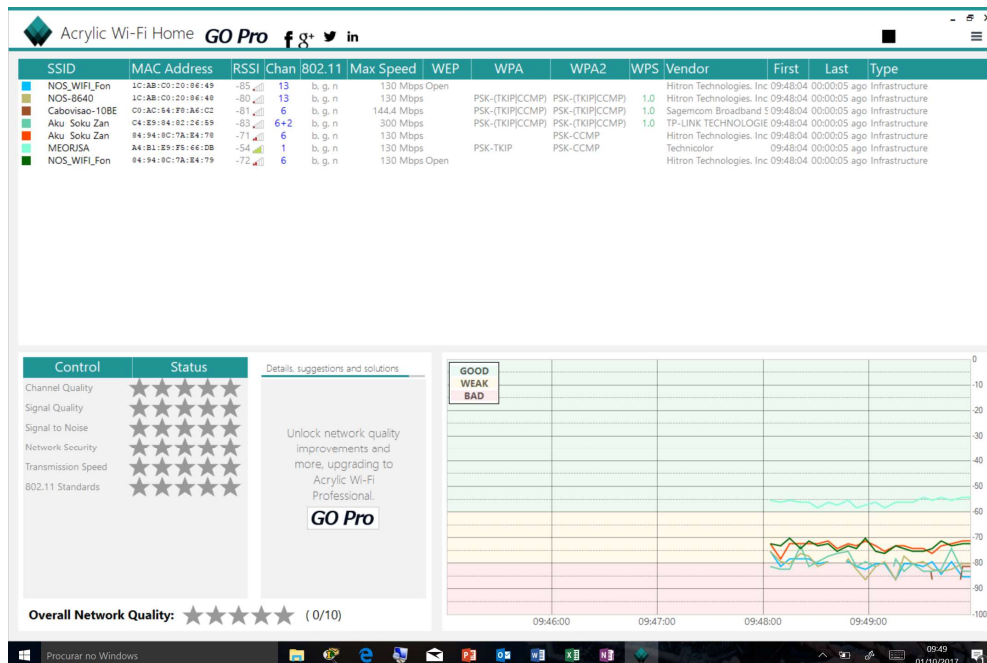 Acrylic Wi-Fi Home GO Pro f g+ in
SSID MAC Address RSSI Chan 802.11 Max Speed WEP WPA WPA2 WPS Vendor First Last Type
NOS_WIFI_Fon 1C:AB:C0:20:86:49 -85 13 b, g, n 130 Mbps Open Hitron Technologies. Inc 09:48:04 00:00:05 ago Infrastructure
NOS-8640 1C:AB:C0:20:86:48 -80 13 b, g, n 130 Mbps PSK-(TKIP|CCMP) PSK-(TKIP|CCMP) 1.0 Hitron Technologies. Inc 09:48:04 00:00:05 ago Infrastructure
Cabovisao-10BE C0:AC:54:F8:A6:C2 -81 6 b, g, n 144.4 Mbps PSK-(TKIP|CCMP) PSK-(TKIP|CCMP) 1.0 Sagemcom Broadband S 09:48:04 00:00:05 ago Infrastructure
Aku Soku Zan C4:E9:84:82:26:59 -83 6+2 b, g, n 300 Mbps PSK-(TKIP|CCMP) PSK-(TKIP|CCMP) 1.0 TP-LINK TECHNOLOGIE 09:48:04 00:00:05 ago Infrastructure
Aku Soku Zan 84:94:8C:7A:E4:78 -71 6 b, g, n 130 Mbps PSK-CCMP Hitron Technologies. Inc 09:48:04 00:00:05 ago Infrastructure
MEORJSA A4:B1:E9:F5:66:DB -54 1 b, g, n 130 Mbps PSK-TKIP PSK-CCMP Technicolor 09:48:04 00:00:05 ago Infrastructure
NOS_WIFI_Fon 84:94:8C:7A:E4:79 -72 6 b, g, n 130 Mbps Open Hitron Technologies. Inc 09:48:04 00:00:05 ago Infrastructure
Control Status
Channel Quality
Signal Quality
Signal to Noise
Network Security
Transmission Speed
802.11 Standards
Overall Network Quality: ( 0/10)
Details, suggestions and solutions
Unlock network quality
improvements and
more, upgrading to
Acrylic Wi-Fi
Professional.
GO Pro
GOOD
WEAK
BAD
0
-10
-20
-30
-40
-50
-60
-70
-80
-90
-100
09:46:00 09:47:00 09:48:00 09:49:00
Procurar no Windows
09:49
01/10/2017